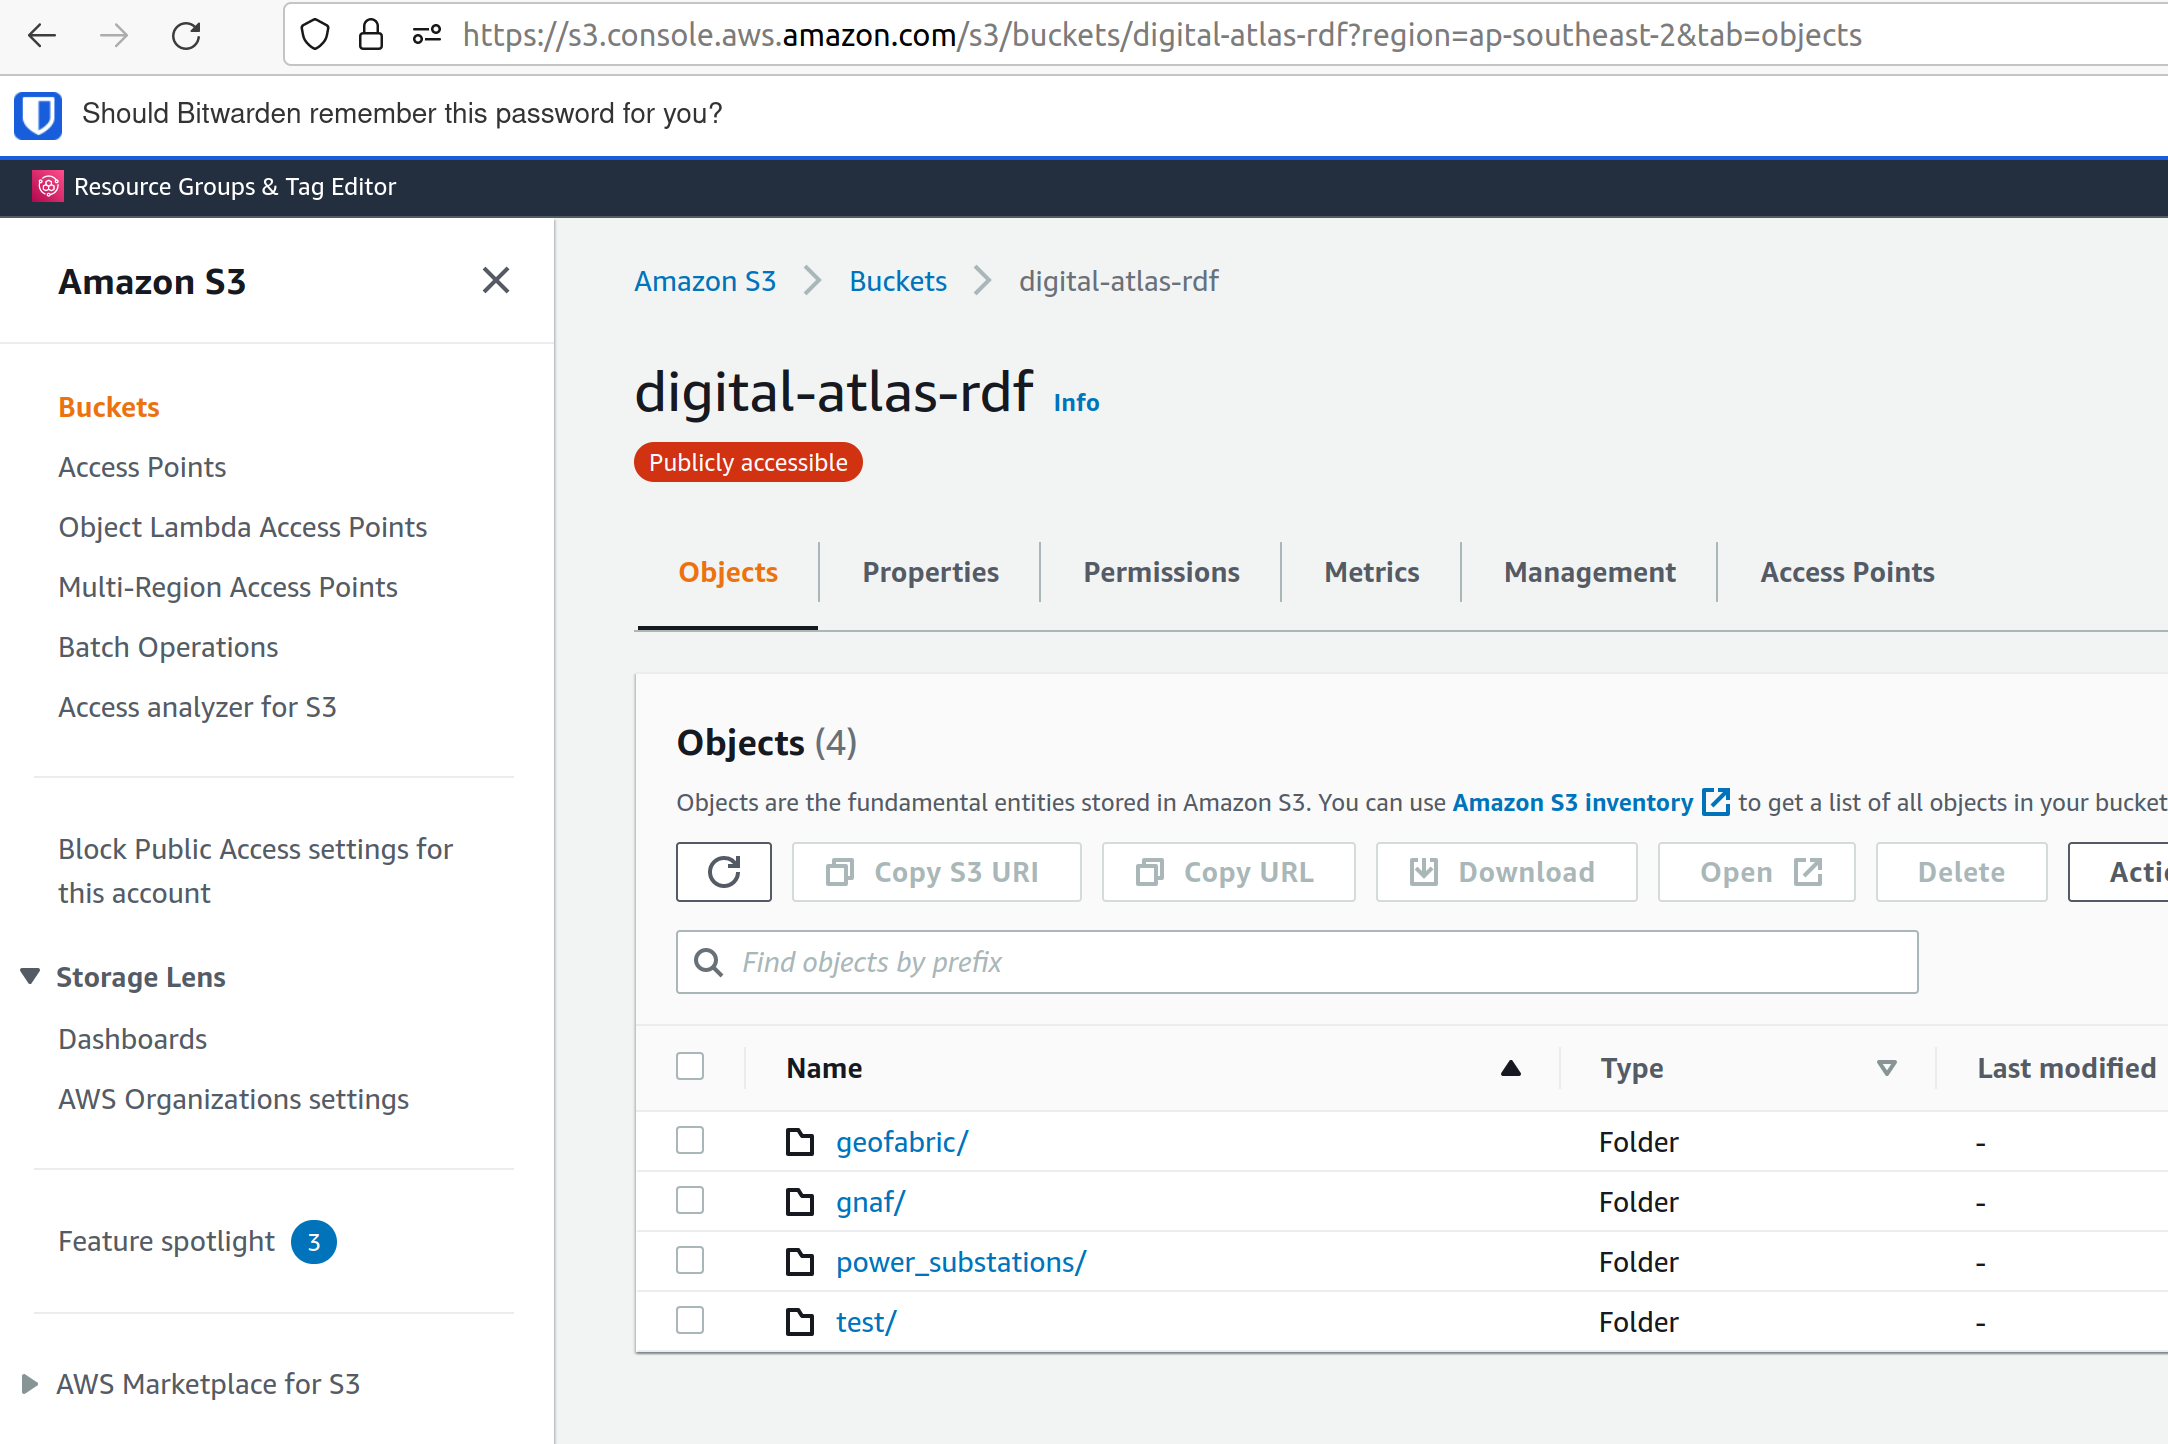 https://s3.console.aws.amazon.com/s3/buckets/digital-atlas-rdf?region=ap-southeast-2&tab=objects
Should Bitwarden remember this password for you?
Resource Groups & Tag Editor
Amazon S3
Buckets
Access Points
Object Lambda Access Points
Multi-Region Access Points
Batch Operations
Access analyzer for S3
Block Public Access settings for
this account
Storage Lens
Dashboards
AWS Organizations settings
Feature spotlight 3
AWS Marketplace for S3
Amazon S3 Buckets digital-atlas-rdf
digital-atlas-rdf Info
Publicly accessible
Objects Properties Permissions Metrics Management Access Points
Objects (4)
Objects are the fundamental entities stored in Amazon S3. You can use Amazon S3 inventory to get a list of all objects in your bucket
Copy S3 URI Copy URL Download Open Delete
Find objects by prefix
Name Type Last modified
geofabric/ Folder -
gnaf/ Folder -
power_substations/ Folder -
test/ Folder -